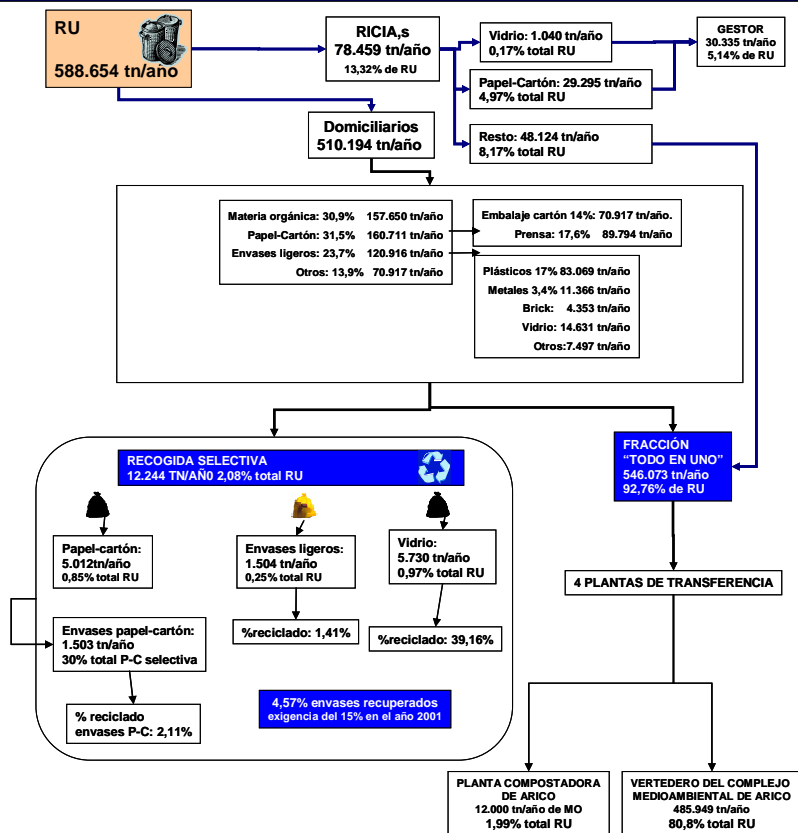 RU
588.654 tn/año
RICIA,s
78.459 tn/año
13,32% de RU
Vidrio: 1.040 tn/año
0,17% total RU
GESTOR
30.335 tn/año
5,14% de RU
Papel-Cartón: 29.295 tn/año
4,97% total RU
Domiciliarios
510.194 tn/año
Resto: 48.124 tn/año
8,17% total RU
Materia orgánica: 30,9% 157.650 tn/año
Papel-Cartón: 31,5% 160.711 tn/año
Envases ligeros: 23,7% 120.916 tn/año
Otros: 13,9% 70.917 tn/año
Embalaje cartón 14%: 70.917 tn/año.
Prensa: 17,6% 89.794 tn/año
Plásticos 17% 83.069 tn/año
Metales 3,4% 11.366 tn/año
Brick: 4.353 tn/año
Vidrio: 14.631 tn/año
Otros:7.497 tn/año
RECOGIDA SELECTIVA
12.244 TN/AÑ0 2,08% total RU
FRACCIÓN
“TODO EN UNO”
546.073 tn/año
92,76% de RU
Papel-cartón:
5.012tn/año
0,85% total RU
Envases ligeros:
1.504 tn/año
0,25% total RU
Vidrio:
5.730 tn/año
0,97% total RU
4 PLANTAS DE TRANSFERENCIA
Envases papel-cartón:
1.503 tn/año
30% total P-C selectiva
%reciclado: 1,41%
%reciclado: 39,16%
% reciclado
envases P-C: 2,11%
4,57% envases recuperados
exigencia del 15% en el año 2001
PLANTA COMPOSTADORA
DE ARICO
12.000 tn/año de MO
1,99% total RU
VERTEDERO DEL COMPLEJO
MEDIOAMBIENTAL DE ARICO
485.949 tn/año
80,8% total RU